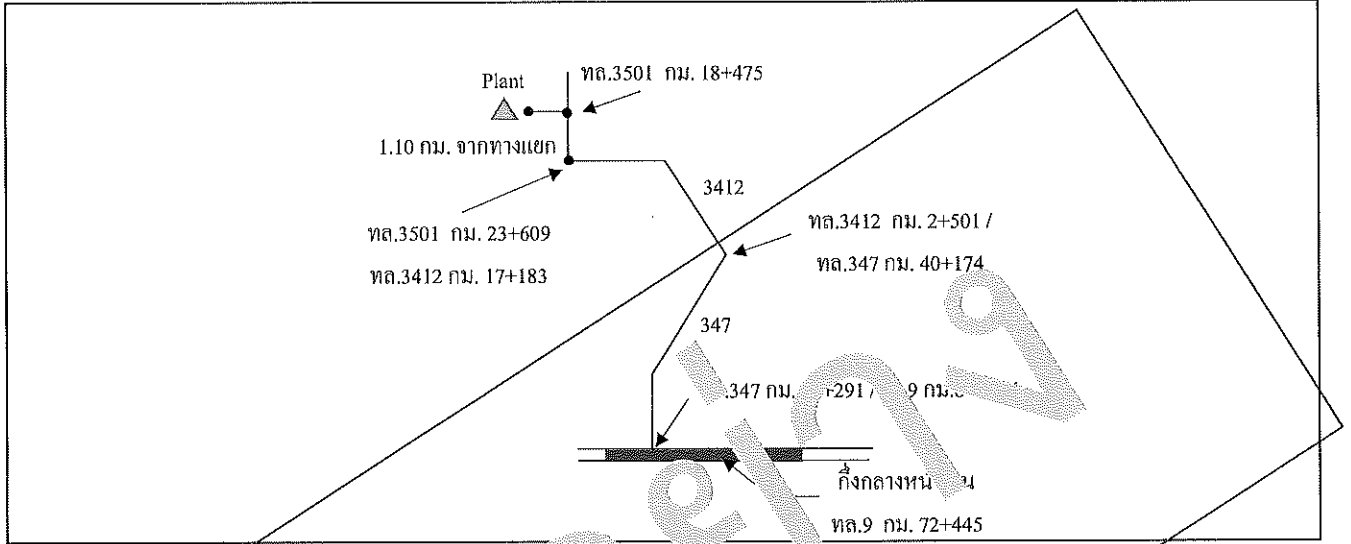 Plant
ทล.3501 กม. 18+475
1.10 กม. จากทางแยก
3412
ทล.3501 กม. 23+609
ทล.3412 กม. 17+183
ทล.3412 กม. 2+501 /
ทล.347 กม. 40+174
347
.347 กม. +291 / 9 กม.
กึ่งกลางหน้
ทล.9 กม. 72+445